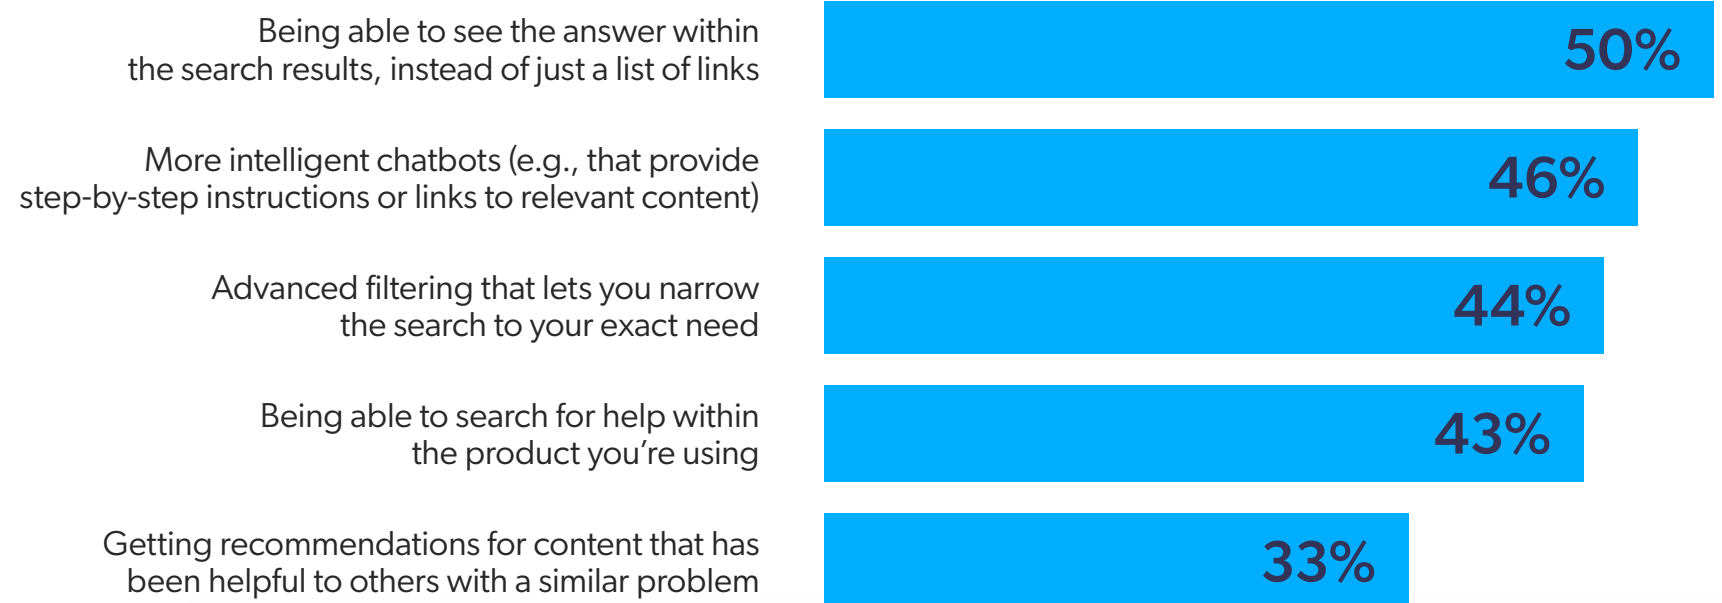 Being able to see the answer within
the search results, instead of just a list of links
50%
More intelligent chatbots (e.g., that provide
step-by-step instructions or links to relevant content)
46%
Advanced filtering that lets you narrow
the search to your exact need
44%
Being able to search for help within
the product you’re using
43%
Getting recommendations for content that has
been helpful to others with a similar problem
33%